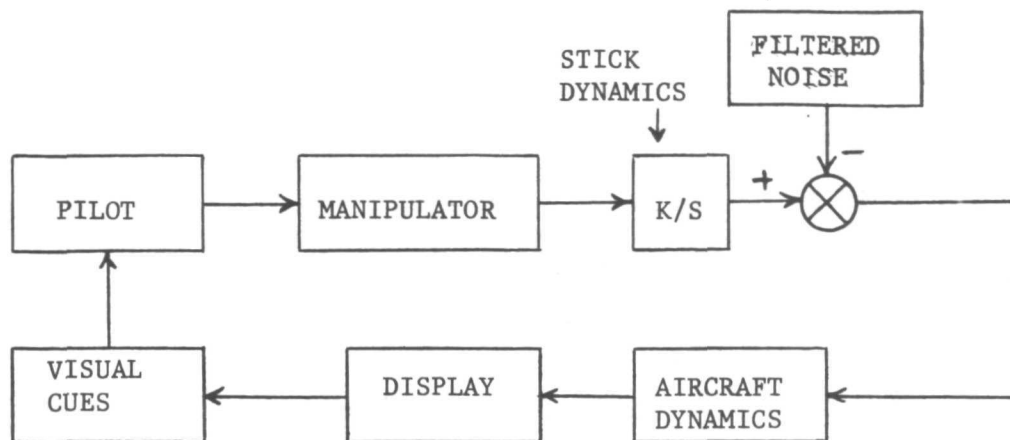 FILTERED
NOISE
STICK
DYNAMICS
−
+
PILOT
MANIPULATOR
K/S
VISUAL
CUES
DISPLAY
AIRCRAFT
DYNAMICS